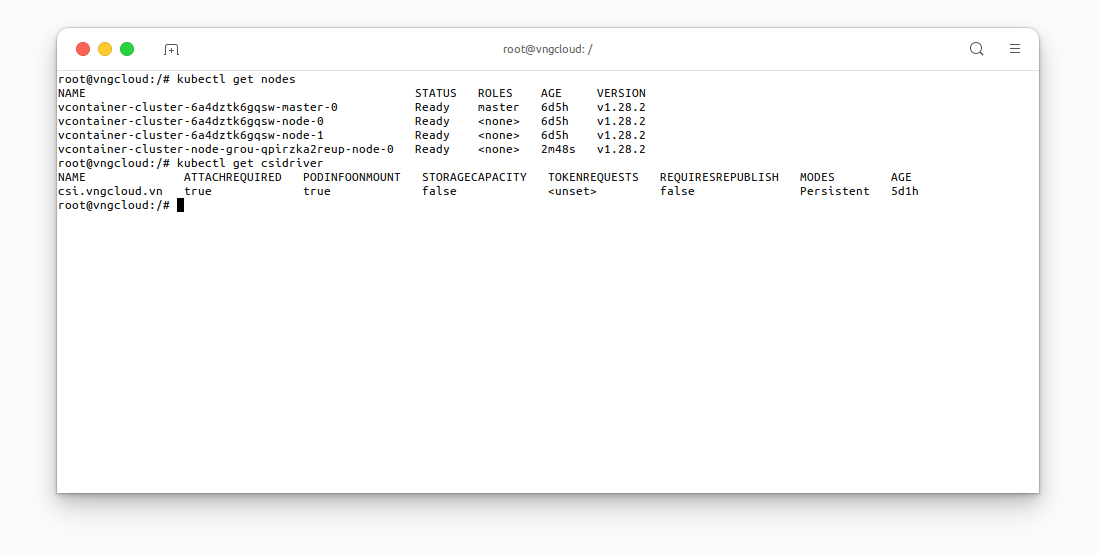 root@vngcloud: /
root@vngcloud:/# kubectl get nodes
NAME                                               STATUS   ROLES    AGE     VERSION
vcontainer-cluster-6a4dztk6gqsw-master-0           Ready    master   6d5h    v1.28.2
vcontainer-cluster-6a4dztk6gqsw-node-0             Ready    <none>   6d5h    v1.28.2
vcontainer-cluster-6a4dztk6gqsw-node-1             Ready    <none>   6d5h    v1.28.2
vcontainer-cluster-node-grou-qpirzka2reup-node-0   Ready    <none>   2m48s   v1.28.2
root@vngcloud:/# kubectl get csidriver
NAME              ATTACHREQUIRED   PODINFOONMOUNT   STORAGECAPACITY   TOKENREQUESTS   REQUIRESREPUBLISH   MODES        AGE
csi.vngcloud.vn   true             true             false             <unset>         false               Persistent   5d1h
root@vngcloud:/#